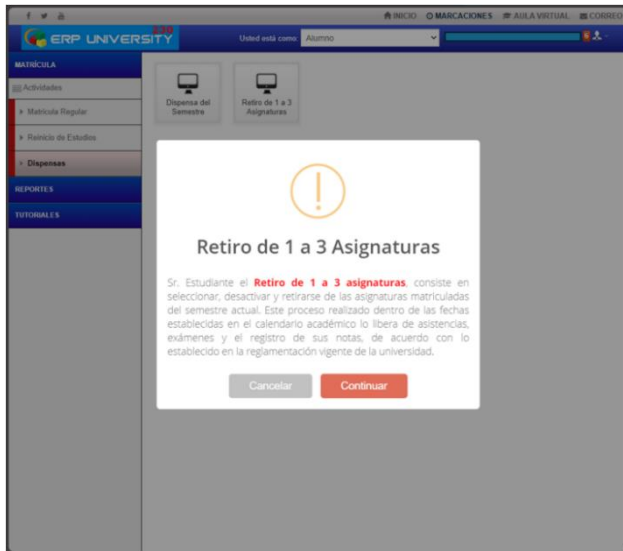 INICIO MARCACIONES AULA VIRTUAL CORREO
ERP UNIVERSITY
Usted está como: Alumno
MATRÍCULA
Actividades
Matrícula Regular
Reinicio de Estudios
Dispensas
REPORTES
TUTORIALES
Dispensa del
Semestre
Retiro de 1 a 3
Asignaturas
Retiro de 1 a 3 Asignaturas
Sr. Estudiante el Retiro de 1 a 3 asignaturas, consiste en
seleccionar, desactivar y retirarse de las asignaturas matriculadas
del semestre actual. Este proceso realizado dentro de las fechas
establecidas en el calendario académico lo libera de asistencias,
exámenes y el registro de sus notas, de acuerdo con lo
establecido en la reglamentación vigente de la universidad.
Cancelar Continuar